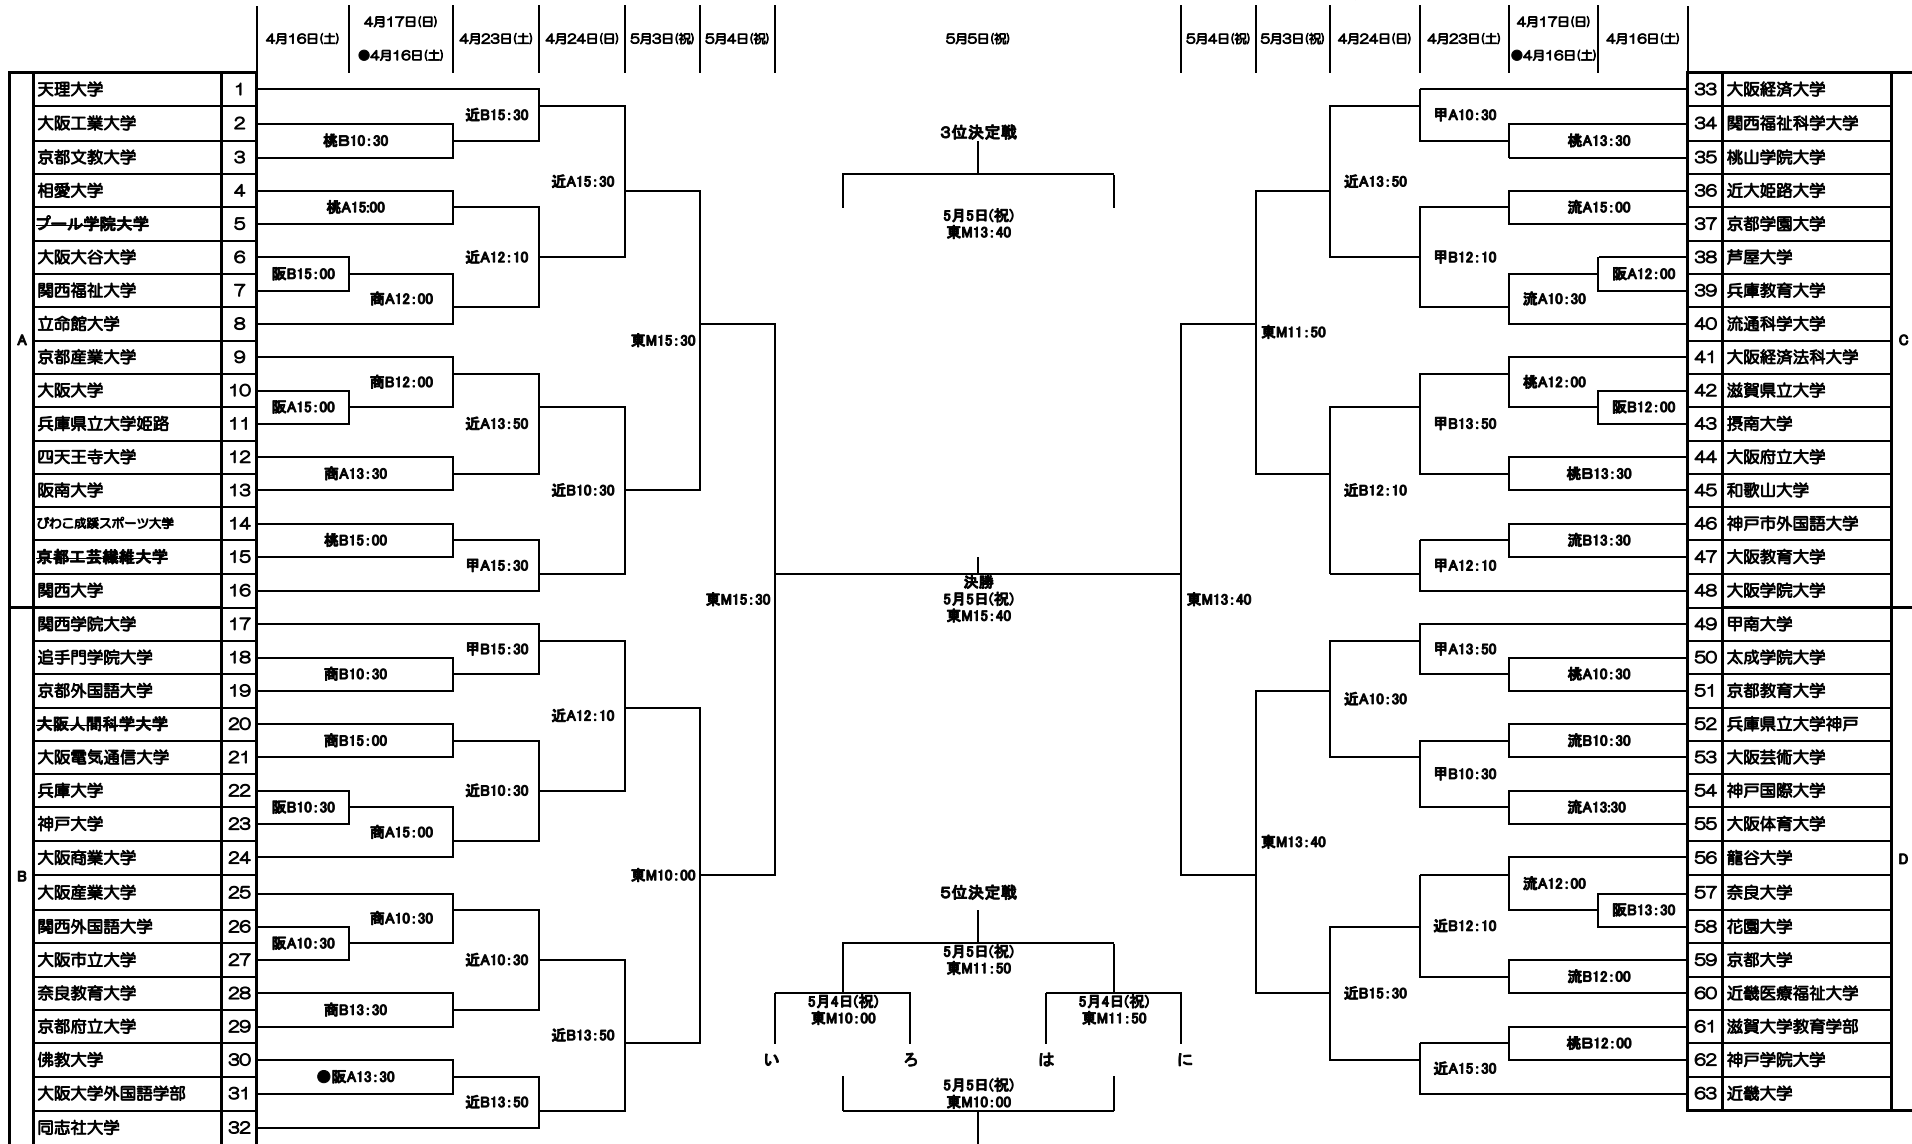 4月16日(土)
4月17日(日)
●4月16日(土)
4月23日(土)
4月24日(日)
5月3日(祝)
5月4日(祝)
5月5日(祝)
5月4日(祝)
5月3日(祝)
4月24日(日)
4月23日(土)
4月17日(日)
●4月16日(土)
4月16日(土)
A
天理大学 1
大阪工業大学 2
京都文教大学 3
相愛大学 4
プール学院大学 5
大阪大谷大学 6
関西福祉大学 7
立命館大学 8
京都産業大学 9
大阪大学 10
兵庫県立大学姫路 11
四天王寺大学 12
阪南大学 13
びわこ成蹊スポーツ大学 14
京都工芸繊維大学 15
関西大学 16
B
関西学院大学 17
追手門学院大学 18
京都外国語大学 19
大阪人間科学大学 20
大阪電気通信大学 21
兵庫大学 22
神戸大学 23
大阪商業大学 24
大阪産業大学 25
関西外国語大学 26
大阪市立大学 27
奈良教育大学 28
京都府立大学 29
佛教大学 30
大阪大学外国語学部 31
同志社大学 32
阪B15:00
阪A15:00
阪B10:30
阪A10:30
桃B10:30
桃A15:00
商A12:00
商B12:00
商A13:30
桃B15:00
商B10:30
商B15:00
商A15:00
商A10:30
商B13:30
●阪A13:30
近B15:30
近A12:10
近A13:50
甲A15:30
甲B15:30
近B10:30
近A10:30
近B13:50
近A15:30
近B10:30
近A12:10
近B13:50
東M15:30
東M10:00
東M15:30
3位決定戦
5月5日(祝)
東M13:40
決勝
5月5日(祝)
東M15:40
5位決定戦
5月5日(祝)
東M11:50
5月4日(祝)
東M10:00
5月4日(祝)
東M11:50
い ろ は に
5月5日(祝)
東M10:00
東M13:40
東M11:50
東M13:40
近A13:50
近B12:10
近A10:30
近B15:30
甲A10:30
甲B12:10
甲B13:50
甲A12:10
甲A13:50
甲B10:30
近B12:10
近A15:30
桃A13:30
流A15:00
流A10:30
桃A12:00
桃B13:30
流B13:30
桃A10:30
流B10:30
流A13:30
流A12:00
流B12:00
桃B12:00
阪A12:00
阪B12:00
阪B13:30
33 大阪経済大学
34 関西福祉科学大学
35 桃山学院大学
36 近大姫路大学
37 京都学園大学
38 芦屋大学
39 兵庫教育大学
40 流通科学大学
41 大阪経済法科大学
42 滋賀県立大学
43 摂南大学
44 大阪府立大学
45 和歌山大学
46 神戸市外国語大学
47 大阪教育大学
48 大阪学院大学
C
49 甲南大学
50 太成学院大学
51 京都教育大学
52 兵庫県立大学神戸
53 大阪芸術大学
54 神戸国際大学
55 大阪体育大学
56 龍谷大学
57 奈良大学
58 花園大学
59 京都大学
60 近畿医療福祉大学
61 滋賀大学教育学部
62 神戸学院大学
63 近畿大学
D